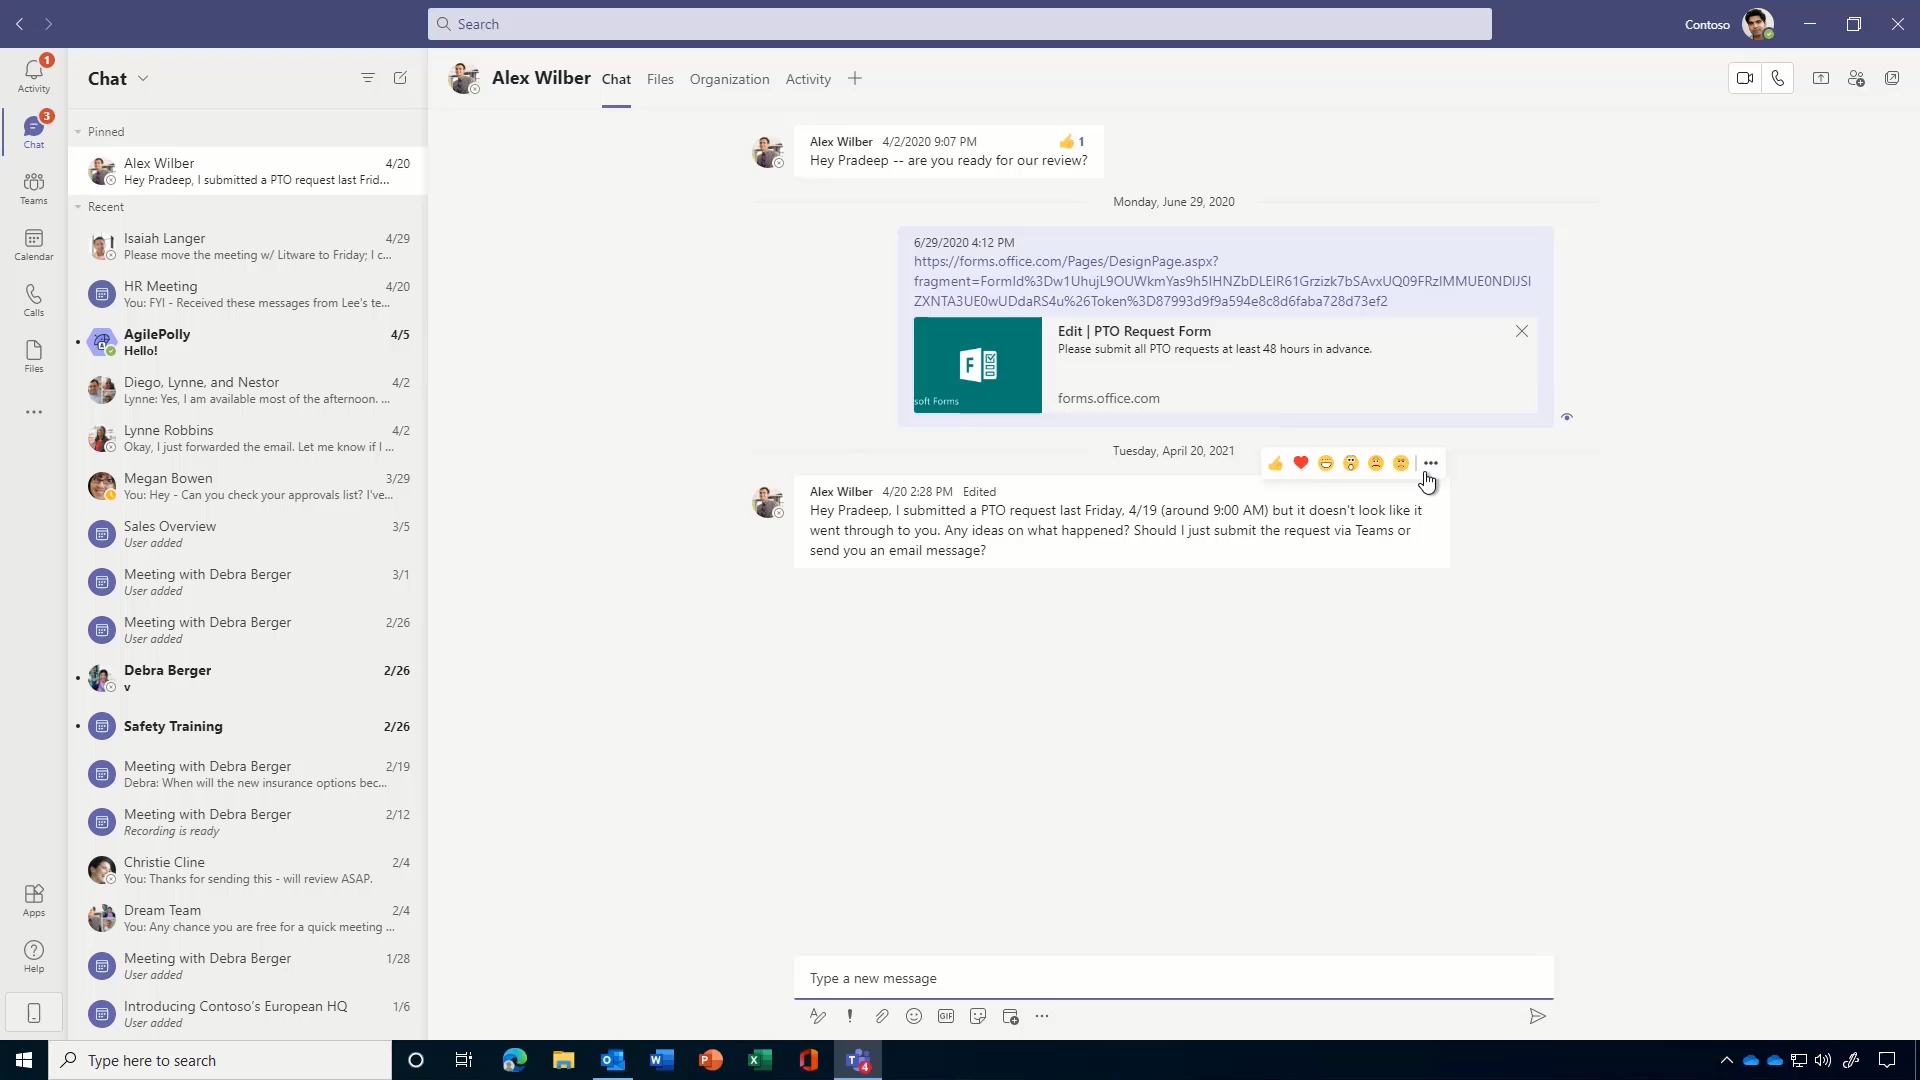 Search
Contoso
1
Activity
3
Chat
Teams
Calendar
Calls
Files
Apps
Help
Chat
Pinned
Alex Wilber 4/20
Hey Pradeep, I submitted a PTO request last Frid...
Recent
Isaiah Langer 4/29
Please move the meeting w/ Litware to Friday; I c...
HR Meeting 4/20
You: FYI - Received these messages from Lee's te...
AgilePolly 4/5
Hello!
Diego, Lynne, and Nestor 4/2
Lynne: Yes, I am available most of the afternoon. ...
Lynne Robbins 4/2
Okay, I just forwarded the email. Let me know if I ...
Megan Bowen 3/29
You: Hey - Can you check your approvals list? I've...
Sales Overview 3/5
User added
Meeting with Debra Berger 3/1
User added
Meeting with Debra Berger 2/26
User added
Debra Berger 2/26
v
Safety Training 2/26
Meeting with Debra Berger 2/19
Debra: When will the new insurance options bec...
Meeting with Debra Berger 2/12
Recording is ready
Christie Cline 2/4
You: Thanks for sending this - will review ASAP.
Dream Team 2/4
You: Any chance you are free for a quick meeting ...
Meeting with Debra Berger 1/28
User added
Introducing Contoso's European HQ 1/6
User added
Alex Wilber Chat Files Organization Activity
Alex Wilber 4/2/2020 9:07 PM 1
Hey Pradeep -- are you ready for our review?
Monday, June 29, 2020
6/29/2020 4:12 PM
https://forms.office.com/Pages/DesignPage.aspx?
fragment=FormId%3Dw1UhujL9OUWkmYas9h5IHNZbDLEIR61Grzizk7bSAvxUQ09FRzIMMUE0NDIJSI
ZXNTA3UE0wUDdaRS4u%26Token%3D87993d9f9a594e8c8d6faba728d73ef2
soft Forms
Edit | PTO Request Form
Please submit all PTO requests at least 48 hours in advance.
forms.office.com
Tuesday, April 20, 2021
Alex Wilber 4/20 2:28 PM Edited
Hey Pradeep, I submitted a PTO request last Friday, 4/19 (around 9:00 AM) but it doesn't look like it
went through to you. Any ideas on what happened? Should I just submit the request via Teams or
send you an email message?
Type a new message
GIF
Type here to search
4